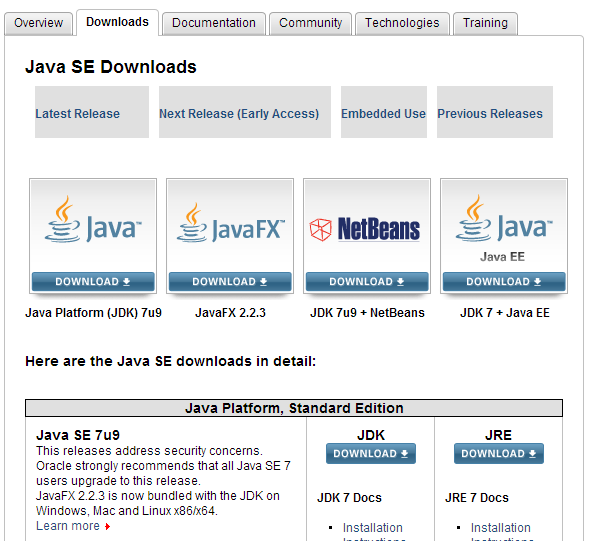 Overview Downloads Documentation Community Technologies Training
Java SE Downloads
Latest Release Next Release (Early Access) Embedded Use Previous Releases
Java™ JavaFX™ NetBeans Java™
Java EE
DOWNLOAD DOWNLOAD DOWNLOAD DOWNLOAD
Java Platform (JDK) 7u9 JavaFX 2.2.3 JDK 7u9 + NetBeans JDK 7 + Java EE
Here are the Java SE downloads in detail:
Java Platform, Standard Edition
Java SE 7u9
This releases address security concerns.
Oracle strongly recommends that all Java SE 7
users upgrade to this release.
JavaFX 2.2.3 is now bundled with the JDK on
Windows, Mac and Linux x86/x64.
Learn more
JDK
DOWNLOAD
JDK 7 Docs
Installation
Instructions
JRE
DOWNLOAD
JRE 7 Docs
Installation
Instructions